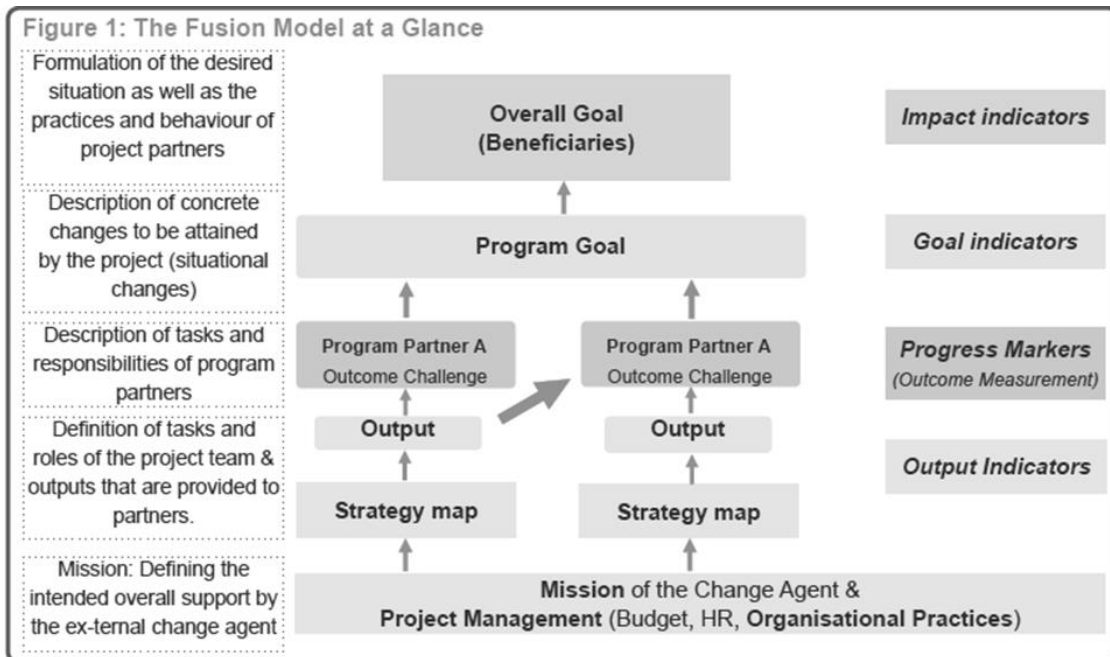 Figure 1: The Fusion Model at a Glance
Formulation of the desired
situation as well as the
practices and behaviour of
project partners
Overall Goal
(Beneficiaries)
Impact indicators
Description of concrete
changes to be attained
by the project (situational
changes)
Program Goal
Goal indicators
Description of tasks and
responsibilities of program
partners
Program Partner A
Outcome Challenge
Program Partner A
Outcome Challenge
Progress Markers
(Outcome Measurement)
Definition of tasks and
roles of the project team &
outputs that are provided to
partners.
Output
Output
Output Indicators
Strategy map
Strategy map
Mission: Defining the
intended overall support by
the ex-ternal change agent
Mission of the Change Agent &
Project Management (Budget, HR, Organisational Practices)